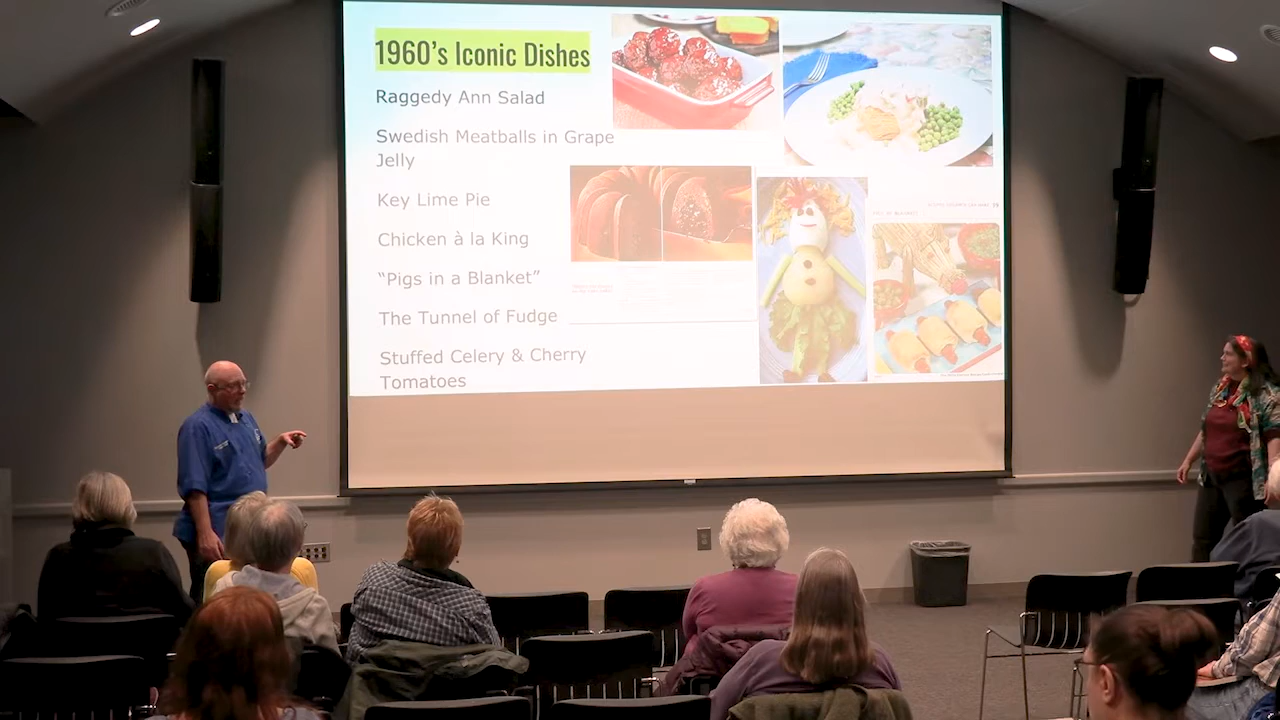 1960's Iconic Dishes
Raggedy Ann Salad
Swedish Meatballs in Grape
Jelly
Key Lime Pie
Chicken à la King
“Pigs in a Blanket”
The Tunnel of Fudge
Stuffed Celery & Cherry
Tomatoes